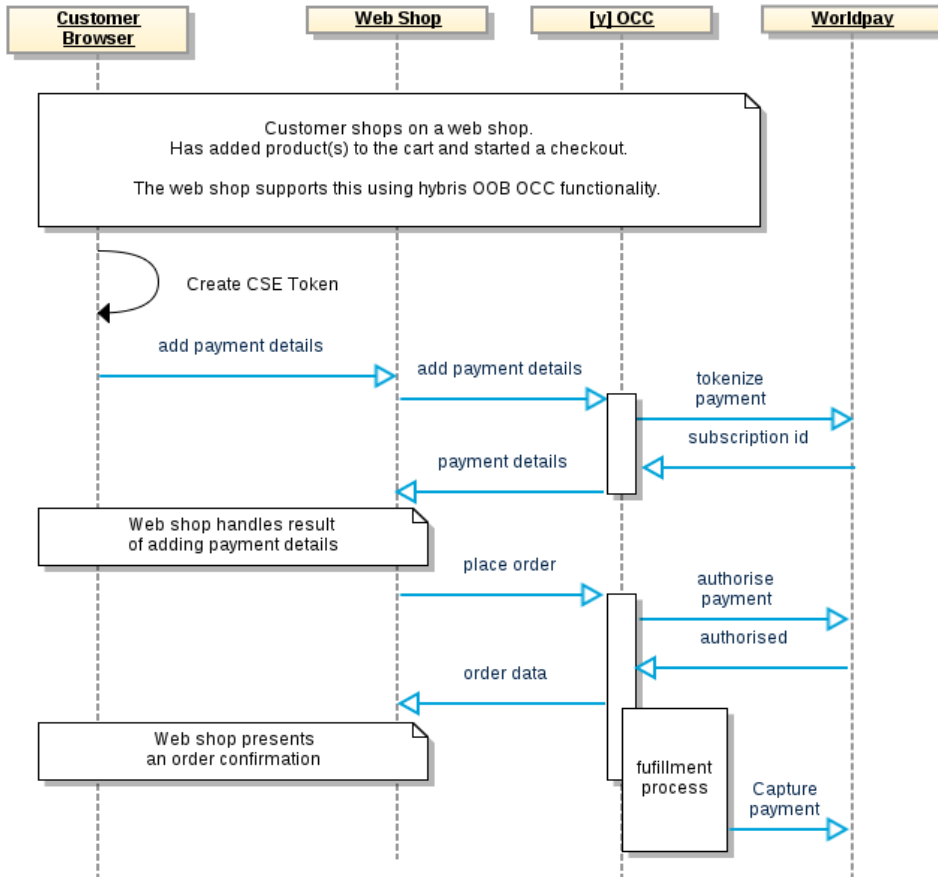 Customer
Browser
Web Shop
[y] OCC
Worldpay
Customer shops on a web shop.
Has added product(s) to the cart and started a checkout.
The web shop supports this using hybris OOB OCC functionality.
Create CSE Token
add payment details
add payment details
tokenize
payment
subscription id
payment details
Web shop handles result
of adding payment details
place order
authorise
payment
authorised
order data
Web shop presents
an order confirmation
fufillment
process
Capture
payment